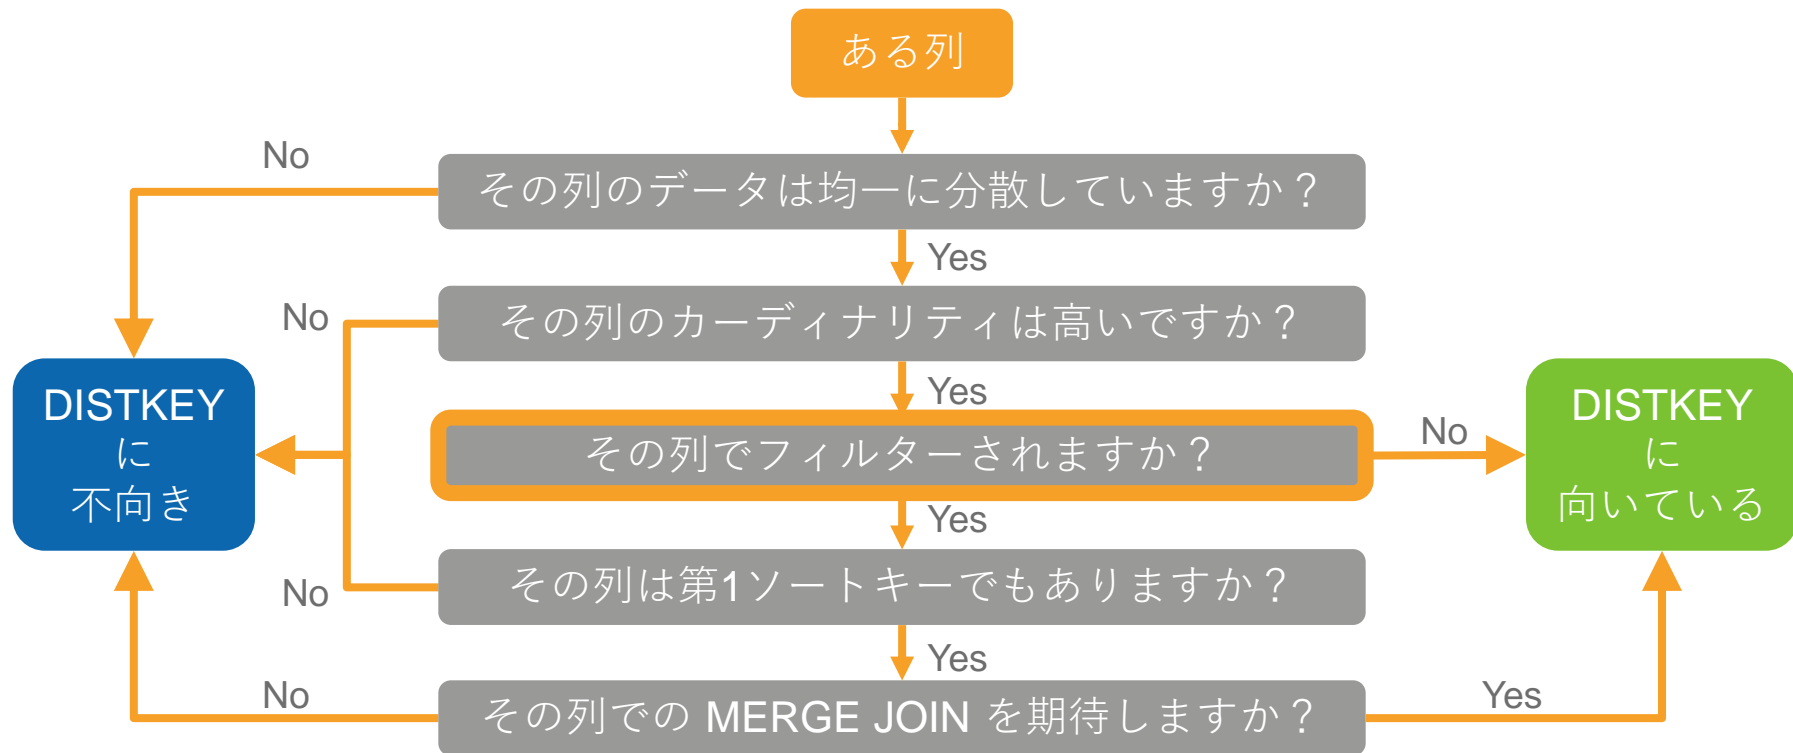 ある列
No
その列のデータは均一に分散していますか？
Yes
No
その列のカーディナリティは高いですか？
Yes
DISTKEY
に
不向き
その列でフィルターされますか？
No
DISTKEY
に
向いている
Yes
No
その列は第1ソートキーでもありますか？
Yes
No
その列での MERGE JOIN を期待しますか？
Yes